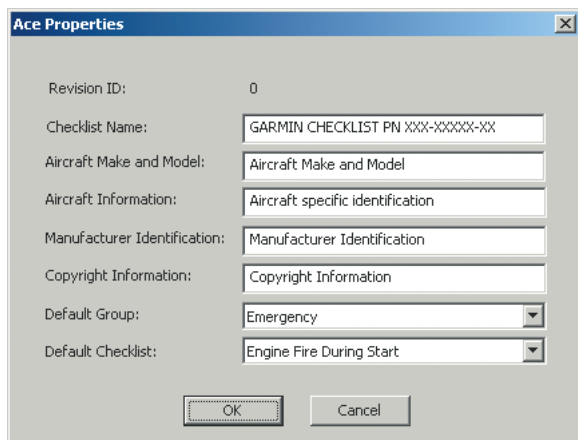 Ace Properties
Revision ID: 0
Checklist Name: GARMIN CHECKLIST PN XXX-XXXXX-XX
Aircraft Make and Model: Aircraft Make and Model
Aircraft Information: Aircraft specific identification
Manufacturer Identification: Manufacturer Identification
Copyright Information: Copyright Information
Default Group: Emergency
Default Checklist: Engine Fire During Start
OK Cancel